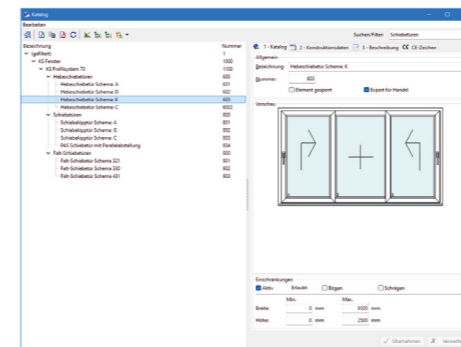 Katalog
Bearbeiten
Suchen/Filter: Schiebetüren
Bezeichnung Nummer
(gefiltert) 1
KS Fenster 1000
KS Profilsystem 70 1100
Hebeschiebetüren 600
Hebeschiebetür Schema: A 601
Hebeschiebetür Schema: D 602
Hebeschiebetür Schema: K 603
Hebeschiebetür Schema: C 6002
Schiebetüren 800
Schiebekipptür Schema: A 801
Schiebekipptür Schema: G 802
Schiebekipptür Schema: C 803
PAS Schiebetür mit Parallelabstellung 804
Falt-Schiebetüren 900
Falt-Schiebetür Schema 321 901
Falt-Schiebetür Schema 330 902
Falt-Schiebetür Schema 431 903
1 - Katalog 2 - Konstruktionsdaten 3 - Beschreibung CE-Zeichen
Allgemein
Bezeichnung: Hebeschiebetür Schema: K
Nummer: 603
Element gesperrt Export für Handel
Vorschau
Einschränkungen
Aktiv Erlaubt: Bögen Schrägen
Min. Max.
Breite: 0 mm 6000 mm
Höhe: 0 mm 2500 mm
Übernehmen